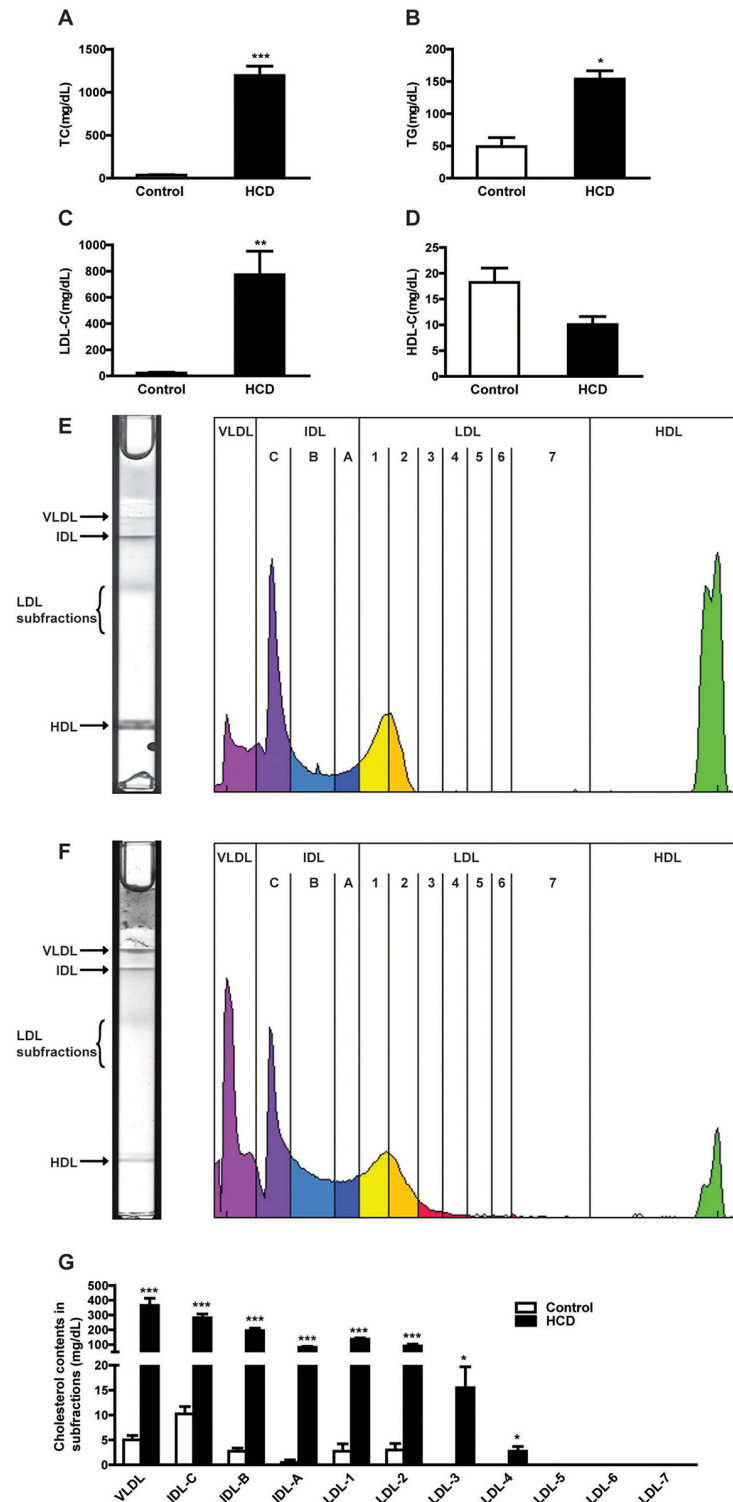 A
B
1500
1000
500
0
TC(mg/dL)
***
Control
HCD
200
150
100
50
0
TG(mg/dL)
*
Control
HCD
C
D
1000
800
600
400
200
0
LDL-C(mg/dL)
**
Control
HCD
25
20
15
10
5
0
HDL-C(mg/dL)
Control
HCD
E
VLDL
IDL
LDL
subfractions
HDL
VLDL IDL LDL HDL
C B A 1 2 3 4 5 6 7
F
VLDL
IDL
LDL
subfractions
HDL
VLDL IDL LDL HDL
C B A 1 2 3 4 5 6 7
G
Cholesterol contents in
subfractions (mg/dL)
500
400
300
200
100
20
15
10
5
0
*** *** *** *** *** *** * *
Control
HCD
VLDL IDL-C IDL-B IDL-A LDL-1 LDL-2 LDL-3 LDL-4 LDL-5 LDL-6 LDL-7